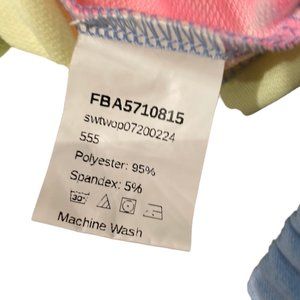 FBA5710815
swtwop07200224
555
Polyester: 95%
Spandex: 5%
30°
Machine Wash